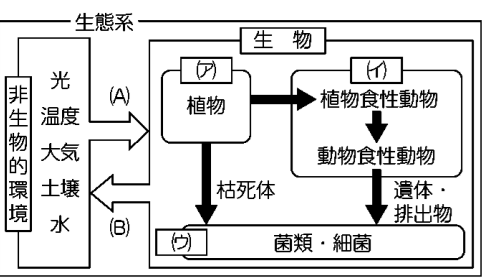 生態系
生物
非生物的環境
光
温度
大気
土壌
水
(A)
(B)
(ア)
植物
(イ)
植物食性動物
動物食性動物
枯死体
遺体・
排出物
(ウ)
菌類・細菌